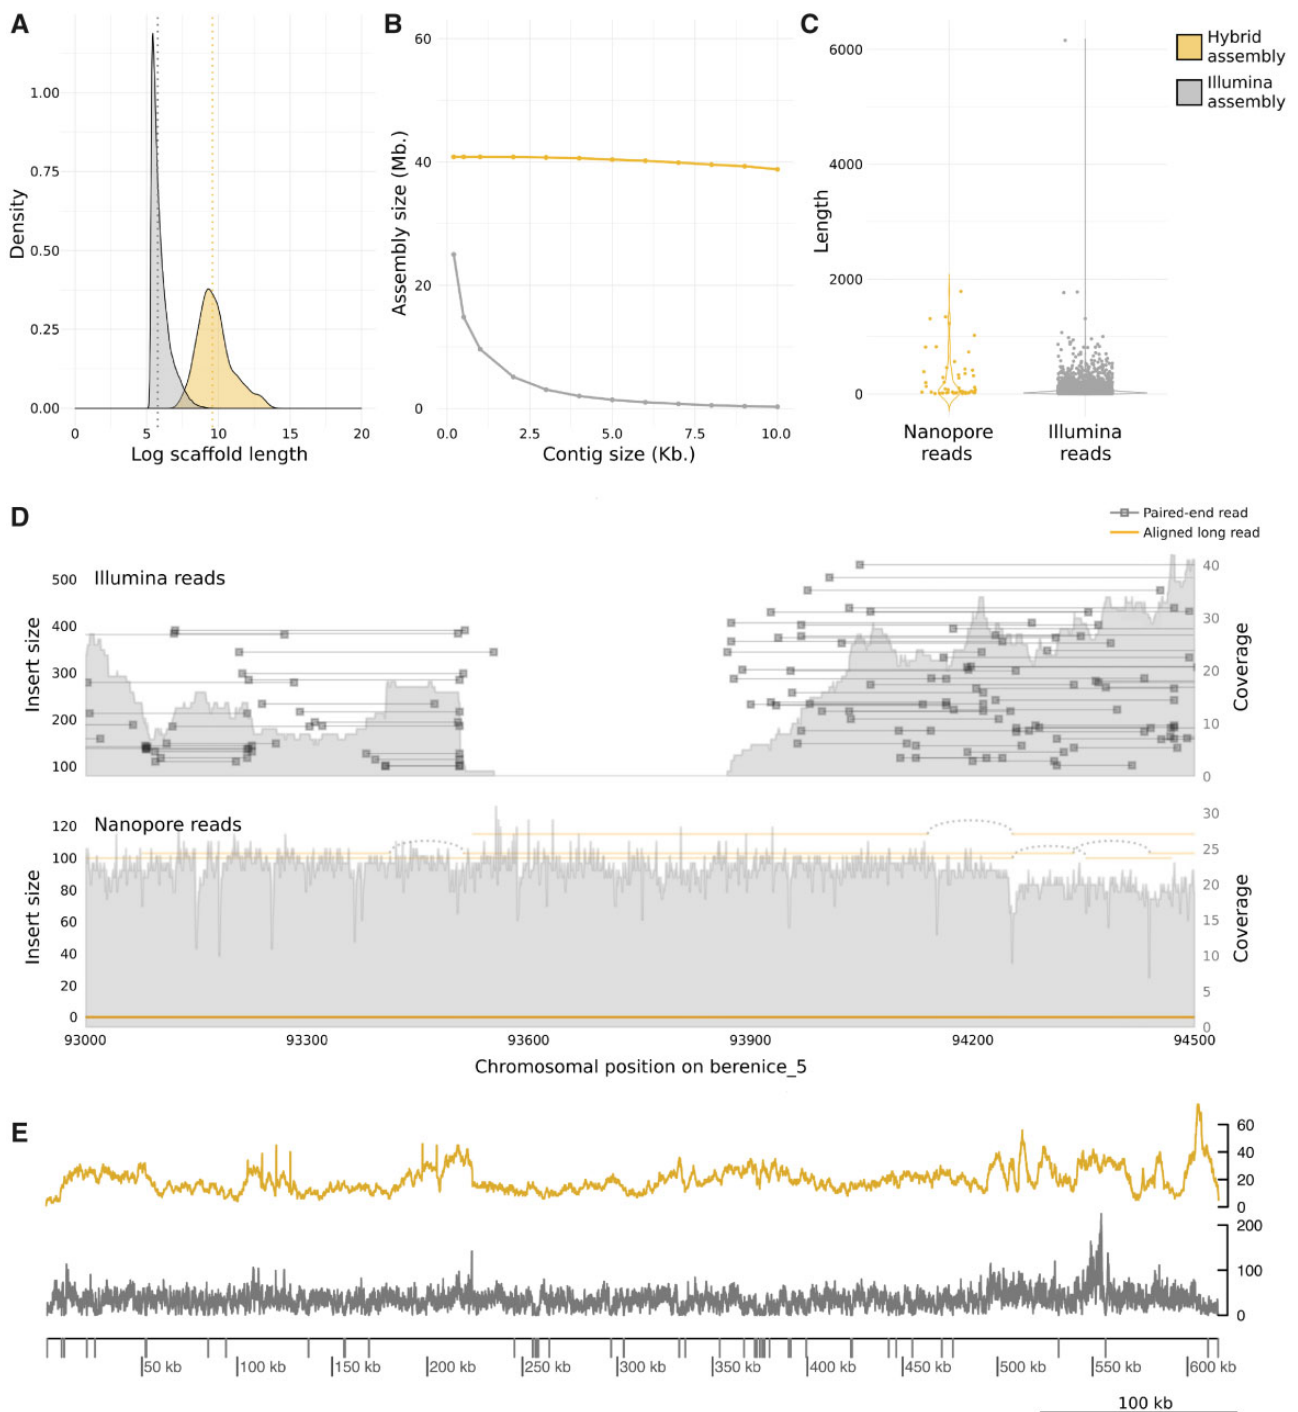 A
B
C
Hybrid
assembly
Illumina
assembly
Density
1.00
0.75
0.50
0.25
0.00
0 5 10 15 20
Log scaffold length
Assembly size (Mb.)
60
40
20
0
0.0 2.5 5.0 7.5 10.0
Contig size (Kb.)
Length
6000
4000
2000
0
Nanopore
reads
Illumina
reads
D
Paired-end read
Aligned long read
Illumina reads
Insert size
500
400
300
200
100
Coverage
40
30
20
10
0
Nanopore reads
Insert size
120
100
80
60
40
20
0
Coverage
30
25
20
15
10
5
0
93000 93300 93600 93900 94200 94500
Chromosomal position on berenice_5
E
60
40
20
0
200
100
0
50 kb 100 kb 150 kb 200 kb 250 kb 300 kb 350 kb 400 kb 450 kb 500 kb 550 kb 600 kb
100 kb